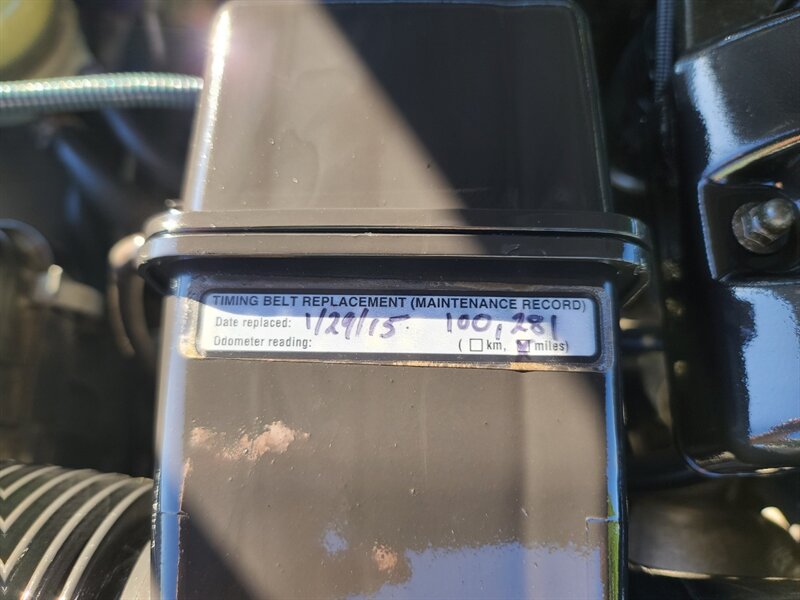 TIMING BELT REPLACEMENT (MAINTENANCE RECORD)
Date replaced: 1/29/15 100,281
Odometer reading: ( km, miles)